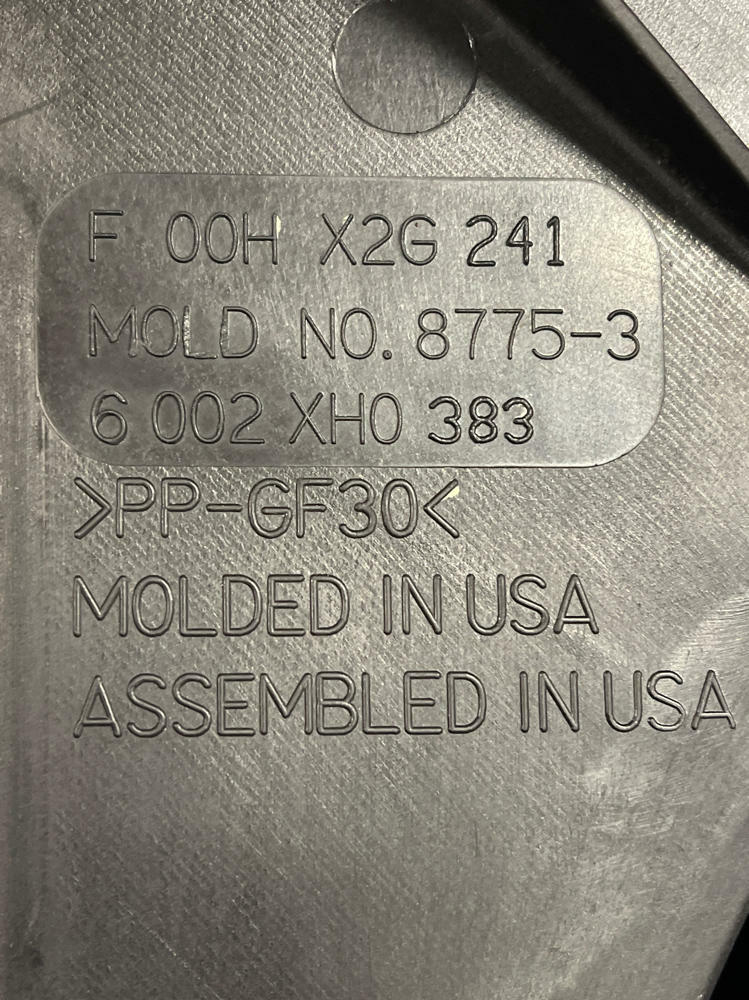 F 00H X2G 241
MOLD NO. 8775-3
6 002 XH0 383
>PP-GF30<
MOLDED IN USA
ASSEMBLED IN USA